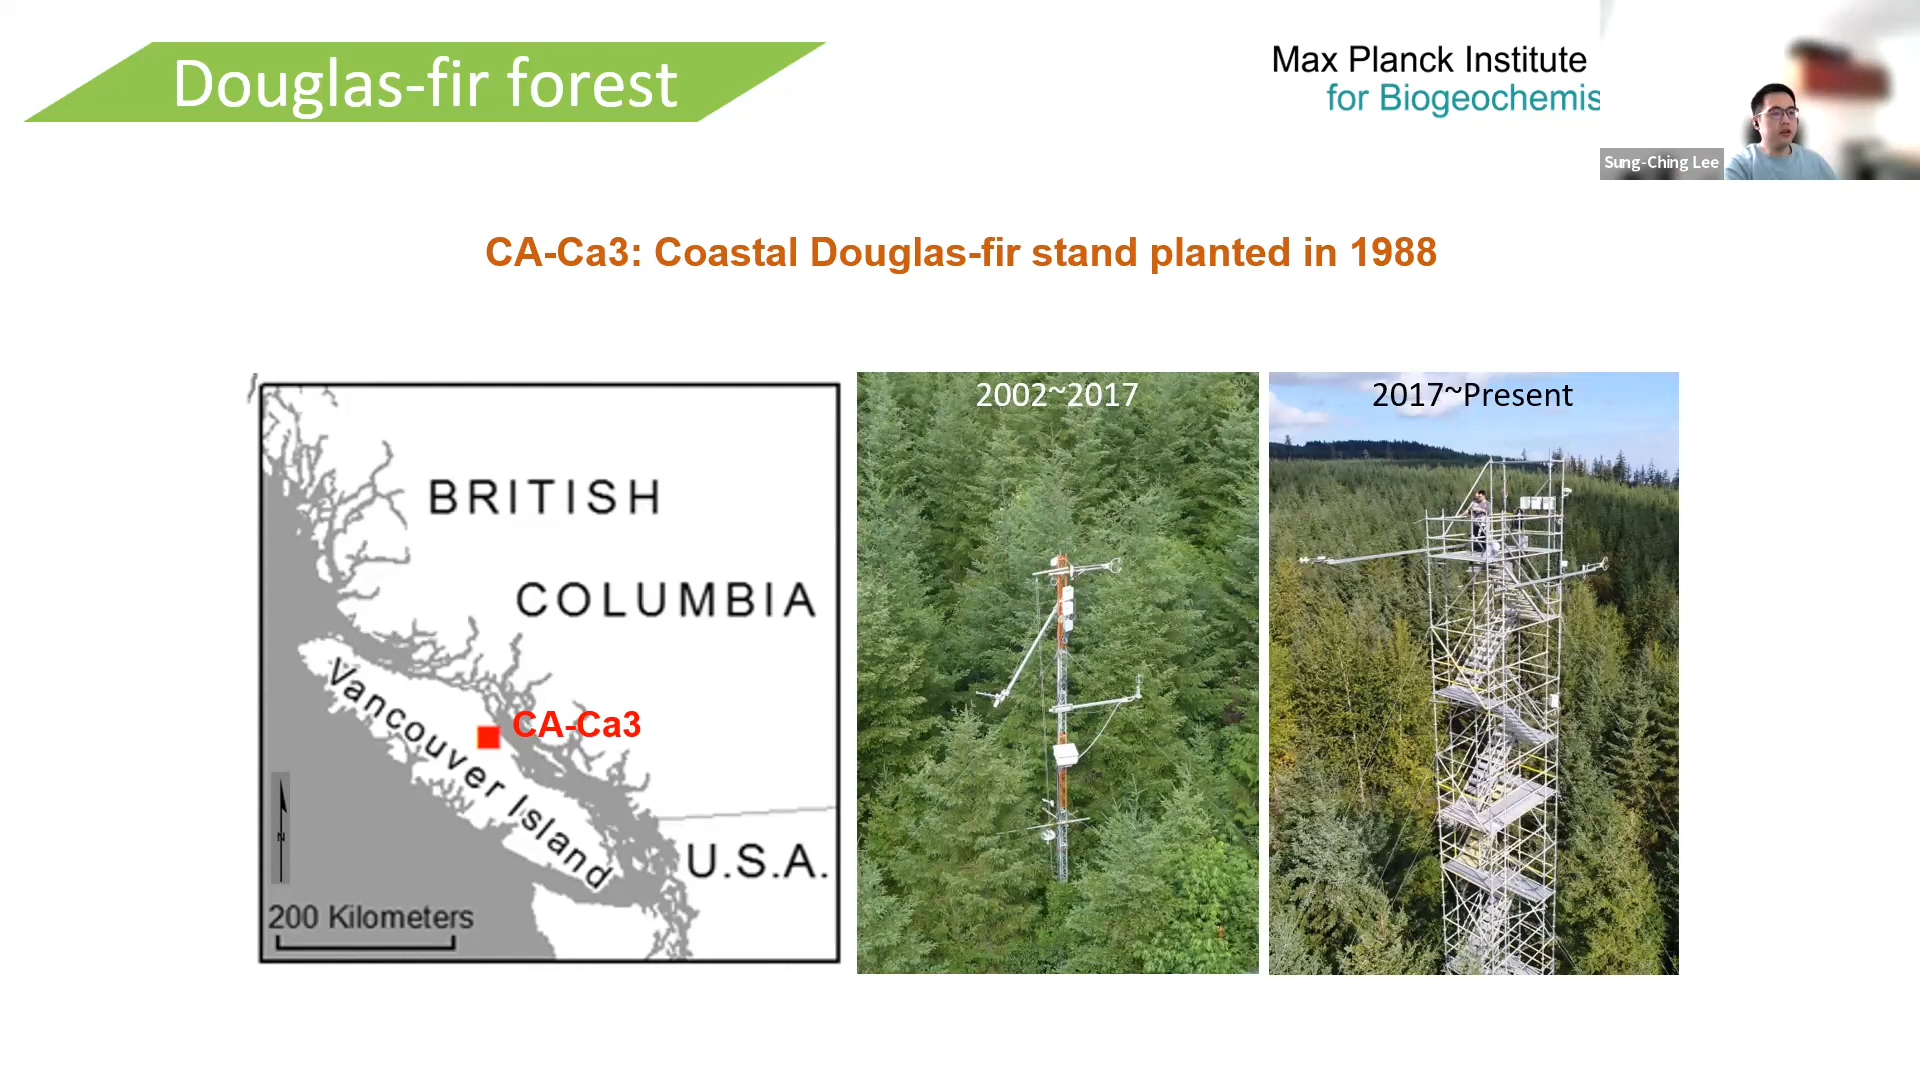 Douglas-fir forest
Max Planck Institute
for Biogeochemis
Sung-Ching Lee
CA-Ca3: Coastal Douglas-fir stand planted in 1988
BRITISH
COLUMBIA
Vancouver Island
CA-Ca3
U.S.A.
N
200 Kilometers
2002~2017
2017~Present